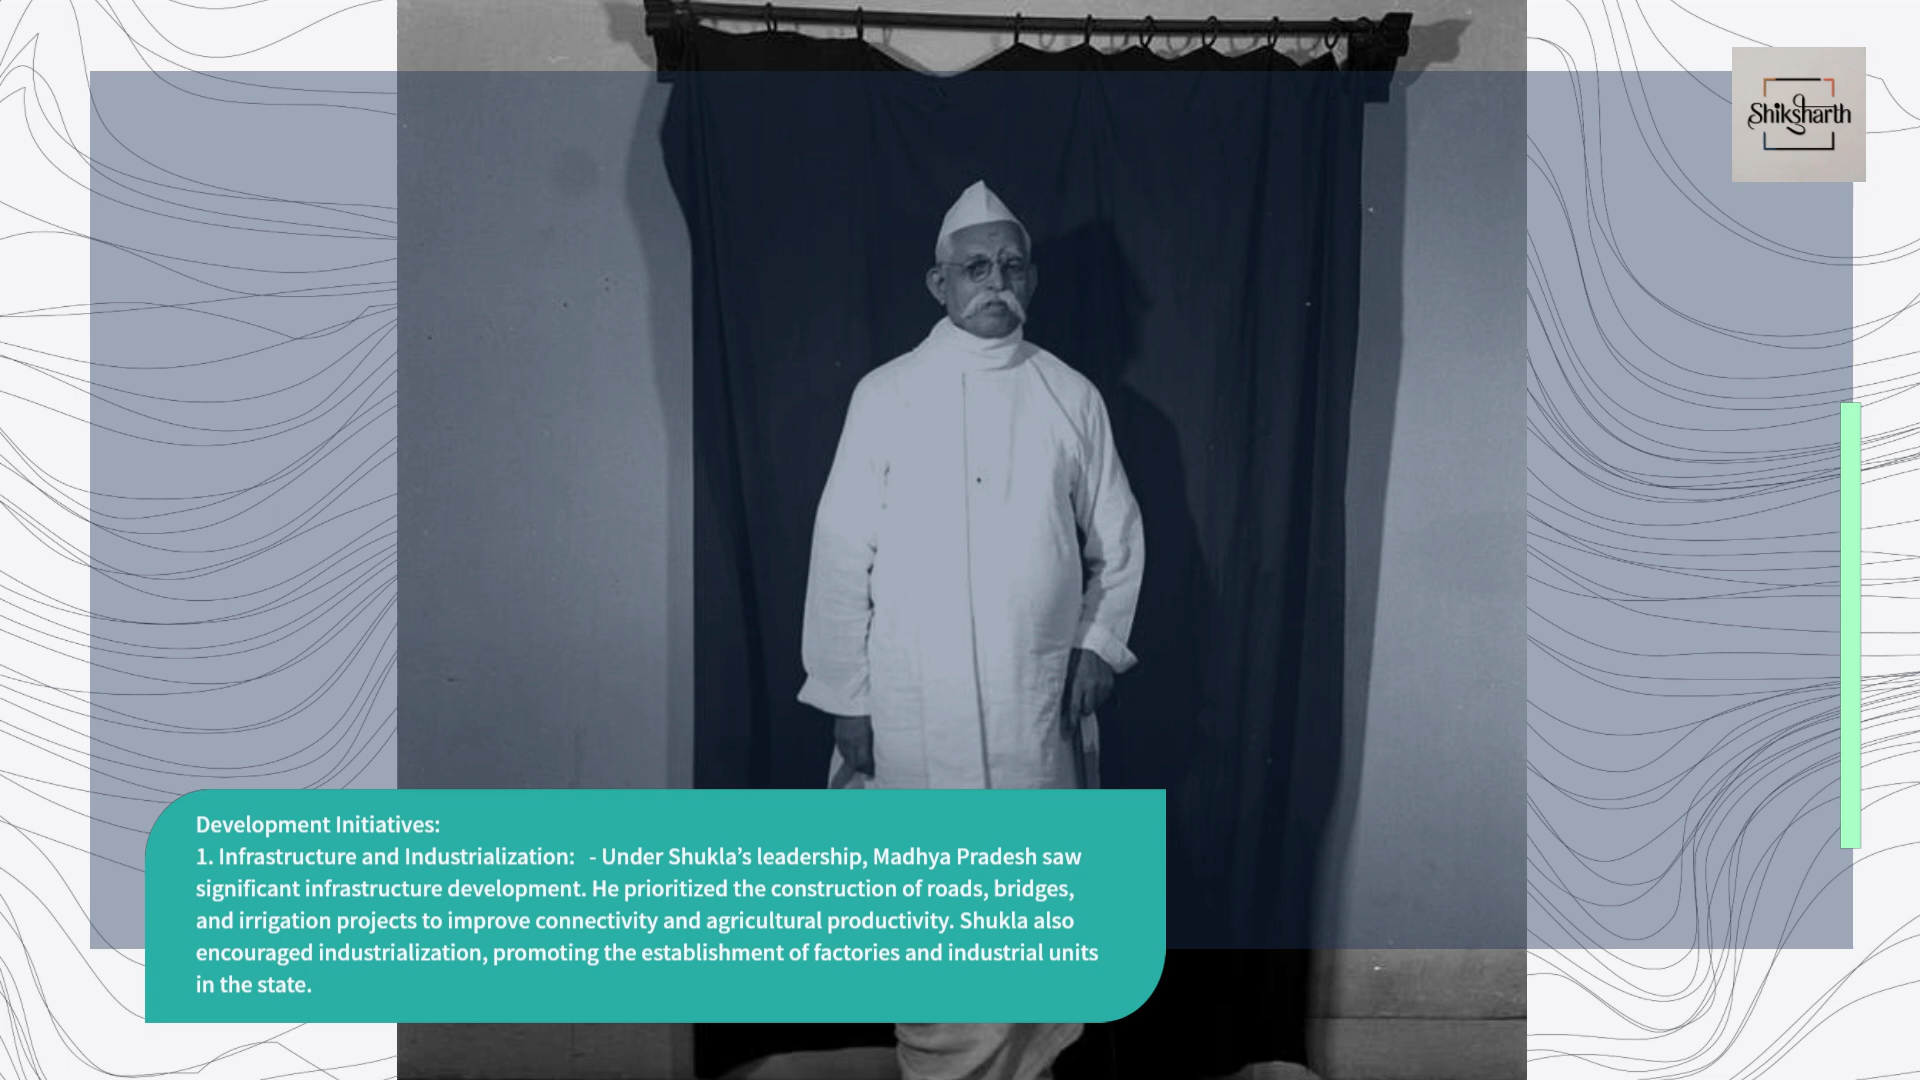 Shiksharth
Development Initiatives:
1. Infrastructure and Industrialization:   - Under Shukla’s leadership, Madhya Pradesh saw
significant infrastructure development. He prioritized the construction of roads, bridges,
and irrigation projects to improve connectivity and agricultural productivity. Shukla also
encouraged industrialization, promoting the establishment of factories and industrial units
in the state.